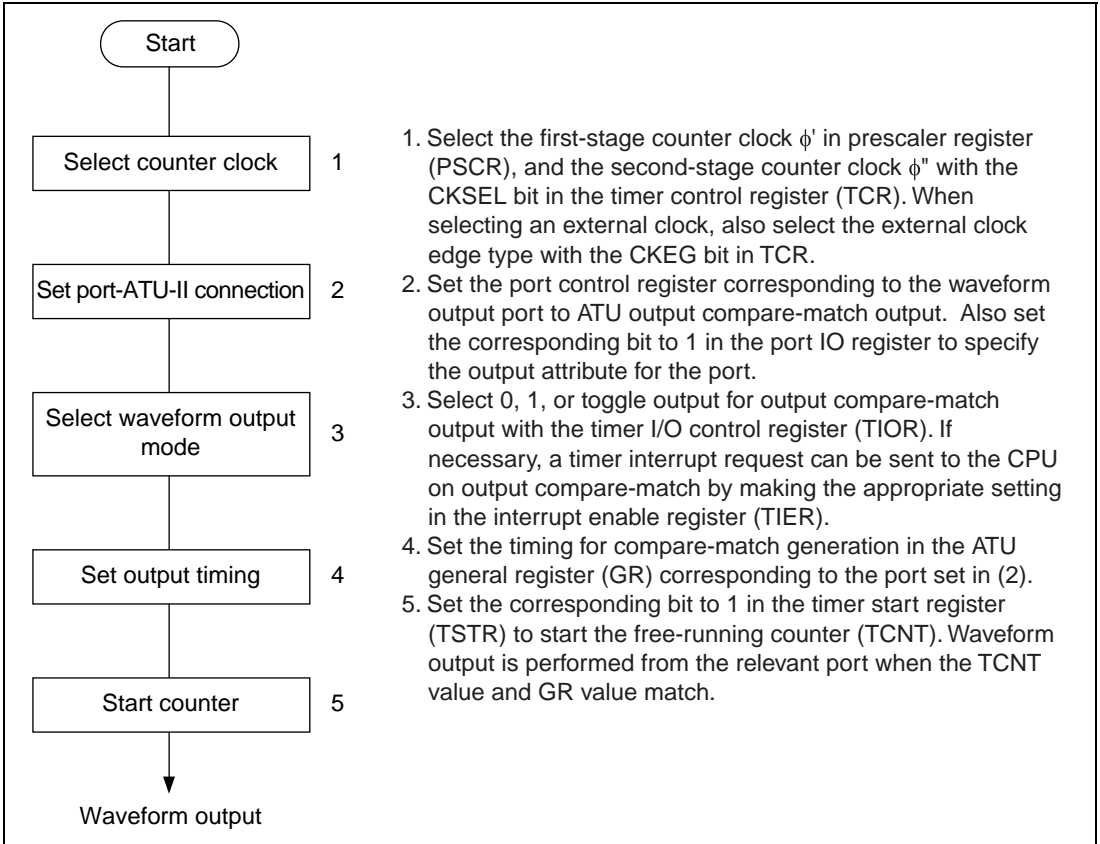 Start
Select counter clock 1
Set port-ATU-II connection 2
Select waveform output
mode
3
Set output timing 4
Start counter 5
Waveform output
1. Select the first-stage counter clock ϕ' in prescaler register
(PSCR), and the second-stage counter clock ϕ" with the
CKSEL bit in the timer control register (TCR). When
selecting an external clock, also select the external clock
edge type with the CKEG bit in TCR.
2. Set the port control register corresponding to the waveform
output port to ATU output compare-match output. Also set
the corresponding bit to 1 in the port IO register to specify
the output attribute for the port.
3. Select 0, 1, or toggle output for output compare-match
output with the timer I/O control register (TIOR). If
necessary, a timer interrupt request can be sent to the CPU
on output compare-match by making the appropriate setting
in the interrupt enable register (TIER).
4. Set the timing for compare-match generation in the ATU
general register (GR) corresponding to the port set in (2).
5. Set the corresponding bit to 1 in the timer start register
(TSTR) to start the free-running counter (TCNT). Waveform
output is performed from the relevant port when the TCNT
value and GR value match.